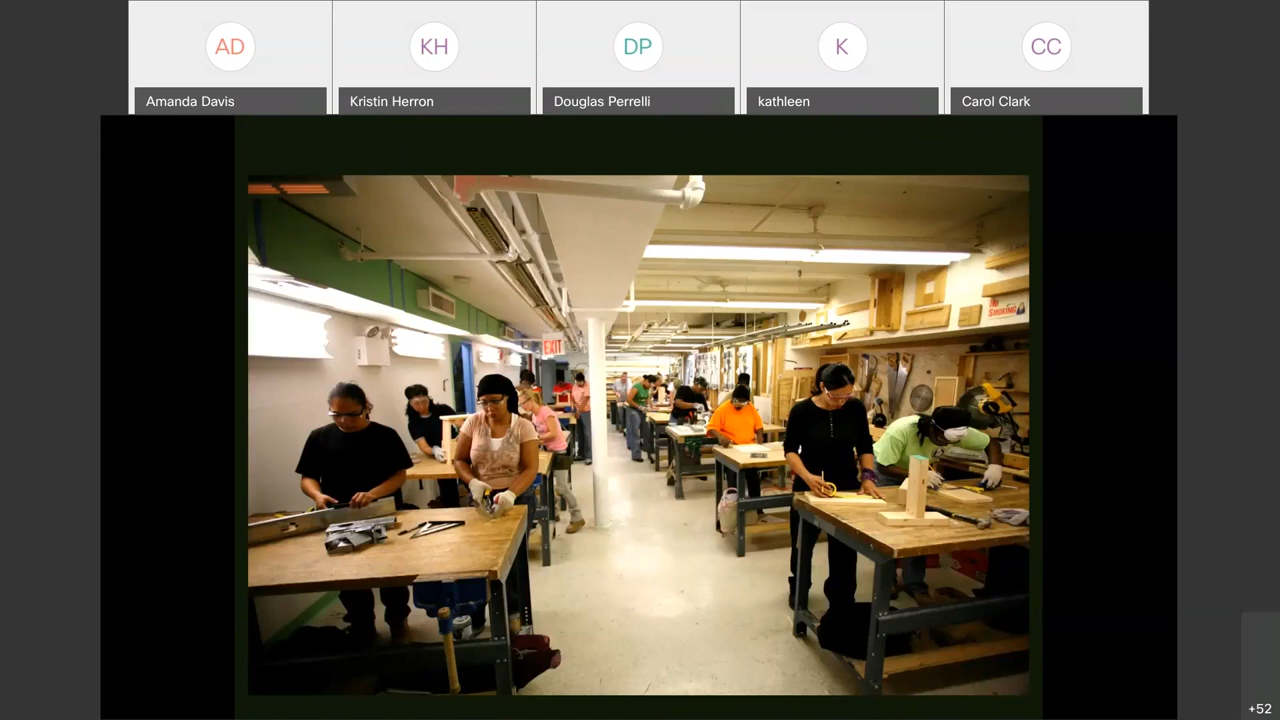 AD
KH
DP
K
CC
Amanda Davis
Kristin Herron
Douglas Perrelli
kathleen
Carol Clark
NO
SMOKING
EXIT
+52